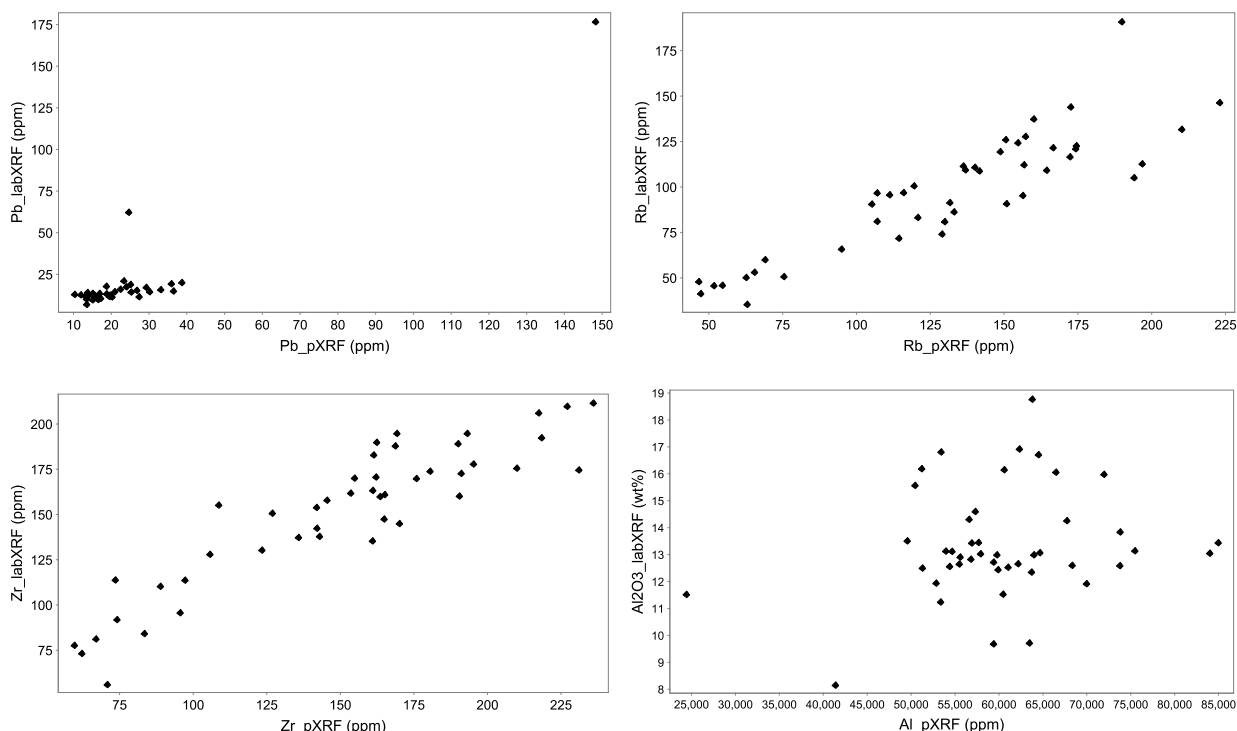 Pb_labXRF (ppm)
175
150
125
100
75
50
25
10 20 30 40 50 60 70 80 90 100 110 120 130 140 150
Pb_pXRF (ppm)
Rb_labXRF (ppm)
175
150
125
100
75
50
50 75 100 125 150 175 200 225
Rb_pXRF (ppm)
Zr_labXRF (ppm)
200
175
150
125
100
75
75 100 125 150 175 200 225
Zr_pXRF (ppm)
Al2O3_labXRF (wt%)
19
18
17
16
15
14
13
12
11
10
9
8
25,000 30,000 35,000 40,000 45,000 50,000 55,000 60,000 65,000 70,000 75,000 80,000 85,000
Al_pXRF (ppm)